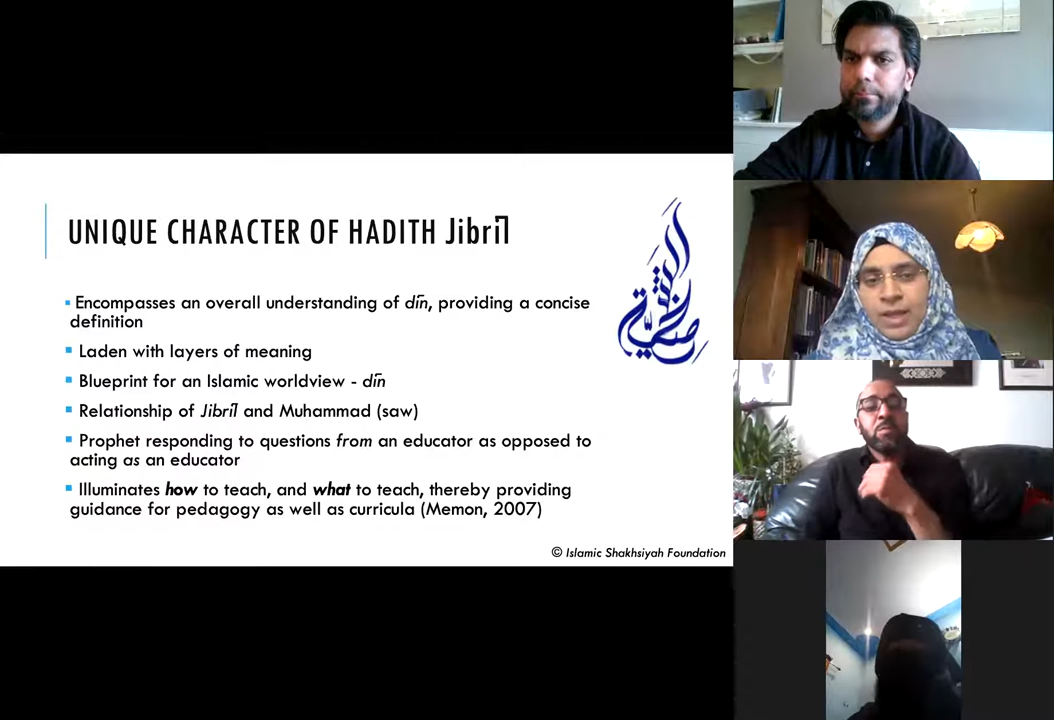 UNIQUE CHARACTER OF HADITH Jibrīl
▪ Encompasses an overall understanding of dīn, providing a concise
definition
▪ Laden with layers of meaning
▪ Blueprint for an Islamic worldview - dīn
▪ Relationship of Jibrīl and Muhammad (saw)
▪ Prophet responding to questions from an educator as opposed to
acting as an educator
▪ Illuminates how to teach, and what to teach, thereby providing
guidance for pedagogy as well as curricula (Memon, 2007)
© Islamic Shakhsiyah Foundation